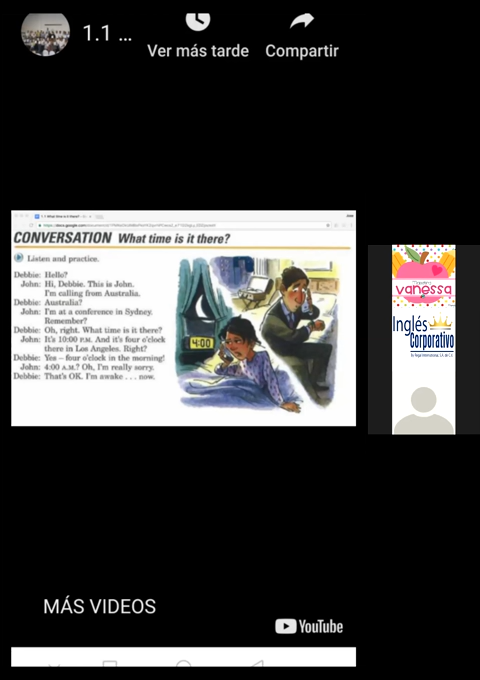 1.1 ...
Ver más tarde
Compartir
CONVERSATION What time is it there?
Listen and practice.
Debbie: Hello?
John: Hi, Debbie. This is John.
I'm calling from Australia.
Debbie: Australia?
John: I'm at a conference in Sydney.
Remember?
Debbie: Oh, right. What time is it there?
John: It's 10:00 P.M. And it's four o'clock
there in Los Angeles. Right?
Debbie: Yes – four o'clock in the morning!
John: 4:00 A.M.? Oh, I'm really sorry.
Debbie: That's OK. I'm awake . . . now.
4:00
vanessa
Inglés
Corporativo
MÁS VIDEOS
YouTube